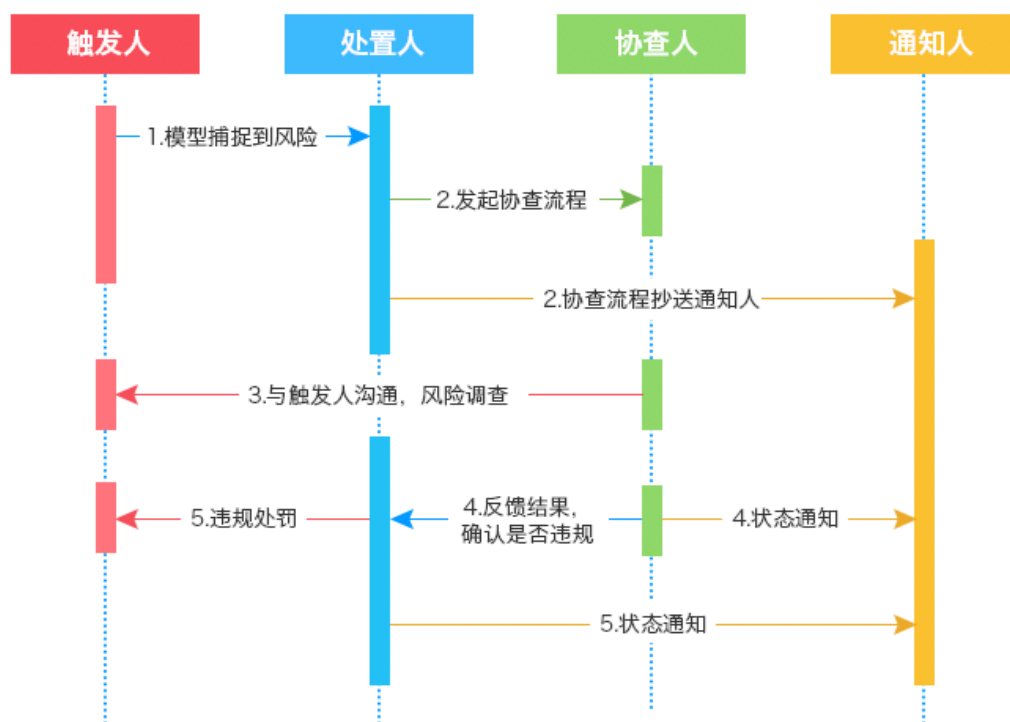 触发人
处置人
协查人
通知人
1.模型捕捉到风险
2.发起协查流程
2.协查流程抄送通知人
3.与触发人沟通，风险调查
5.违规处罚
4.反馈结果，
确认是否违规
4.状态通知
5.状态通知